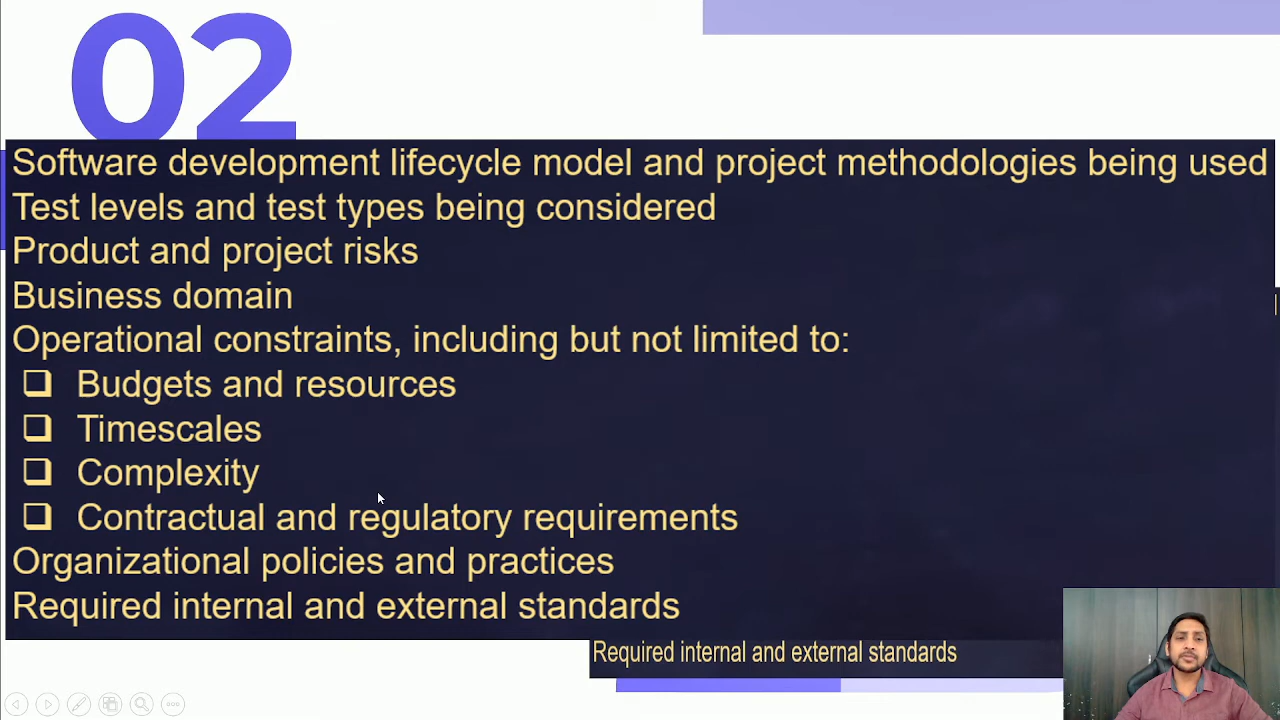 02
Software development lifecycle model and project methodologies being used
Test levels and test types being considered
Product and project risks
Business domain
Operational constraints, including but not limited to:
❑ Budgets and resources
❑ Timescales
❑ Complexity
❑ Contractual and regulatory requirements
Organizational policies and practices
Required internal and external standards
Required internal and external standards